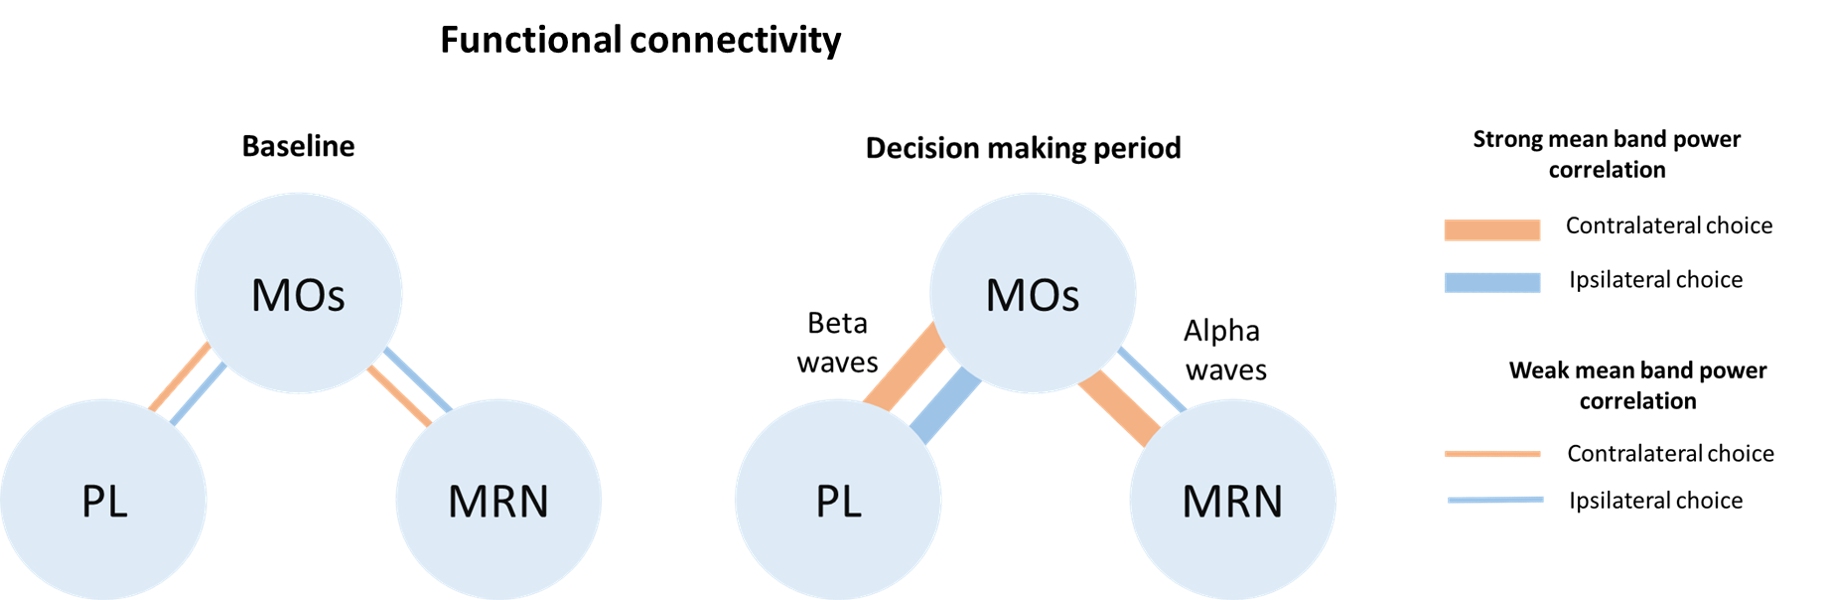 Functional connectivity
Baseline
MOs
PL
MRN
Decision making period
MOs
Beta
waves
Alpha
waves
PL
MRN
Strong mean band power
correlation
Contralateral choice
Ipsilateral choice
Weak mean band power
correlation
Contralateral choice
Ipsilateral choice